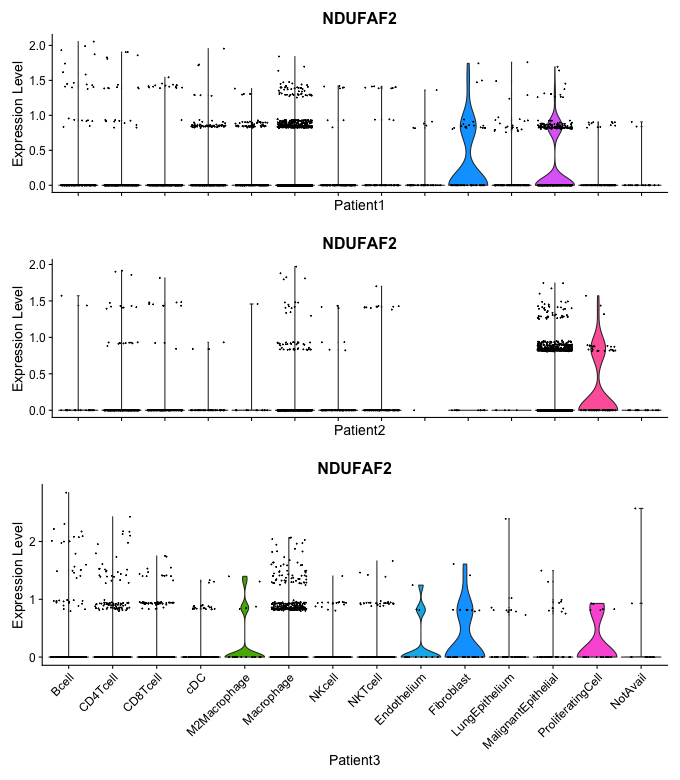 NDUFAF2
Expression Level
2.0
1.5
1.0
0.5
0.0
Patient1
NDUFAF2
Expression Level
2.0
1.5
1.0
0.5
0.0
Patient2
NDUFAF2
Expression Level
2
1
0
Bcell
CD4Tcell
CD8Tcell
cDC
M2Macrophage
Macrophage
NKcell
NKTcell
Endothelium
Fibroblast
LungEpithelium
MalignantEpithelial
ProliferatingCell
NotAvail
Patient3